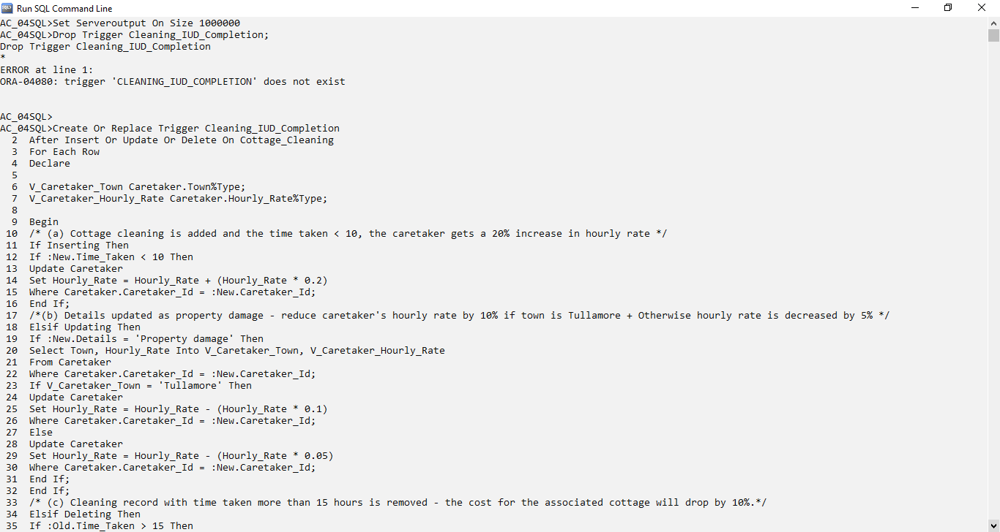 Run SQL Command Line
AC_04SQL>Set Serveroutput On Size 1000000
AC_04SQL>Drop Trigger Cleaning_IUD_Completion;
Drop Trigger Cleaning_IUD_Completion
*
ERROR at line 1:
ORA-04080: trigger 'CLEANING_IUD_COMPLETION' does not exist
AC_04SQL>
AC_04SQL>Create Or Replace Trigger Cleaning_IUD_Completion
2 After Insert Or Update Or Delete On Cottage_Cleaning
3 For Each Row
4 Declare
5
6 V_Caretaker_Town Caretaker.Town%Type;
7 V_Caretaker_Hourly_Rate Caretaker.Hourly_Rate%Type;
8
9 Begin
10 /* (a) Cottage cleaning is added and the time taken < 10, the caretaker gets a 20% increase in hourly rate */
11 If Inserting Then
12 If :New.Time_Taken < 10 Then
13 Update Caretaker
14 Set Hourly_Rate = Hourly_Rate + (Hourly_Rate * 0.2)
15 Where Caretaker.Caretaker_Id = :New.Caretaker_Id;
16 End If;
17 /*(b) Details updated as property damage - reduce caretaker's hourly rate by 10% if town is Tullamore + Otherwise hourly rate is decreased by 5% */
18 Elsif Updating Then
19 If :New.Details = 'Property damage' Then
20 Select Town, Hourly_Rate Into V_Caretaker_Town, V_Caretaker_Hourly_Rate
21 From Caretaker
22 Where Caretaker.Caretaker_Id = :New.Caretaker_Id;
23 If V_Caretaker_Town = 'Tullamore' Then
24 Update Caretaker
25 Set Hourly_Rate = Hourly_Rate - (Hourly_Rate * 0.1)
26 Where Caretaker.Caretaker_Id = :New.Caretaker_Id;
27 Else
28 Update Caretaker
29 Set Hourly_Rate = Hourly_Rate - (Hourly_Rate * 0.05)
30 Where Caretaker.Caretaker_Id = :New.Caretaker_Id;
31 End If;
32 End If;
33 /* (c) Cleaning record with time taken more than 15 hours is removed - the cost for the associated cottage will drop by 10%.*/
34 Elsif Deleting Then
35 If :Old.Time_Taken > 15 Then